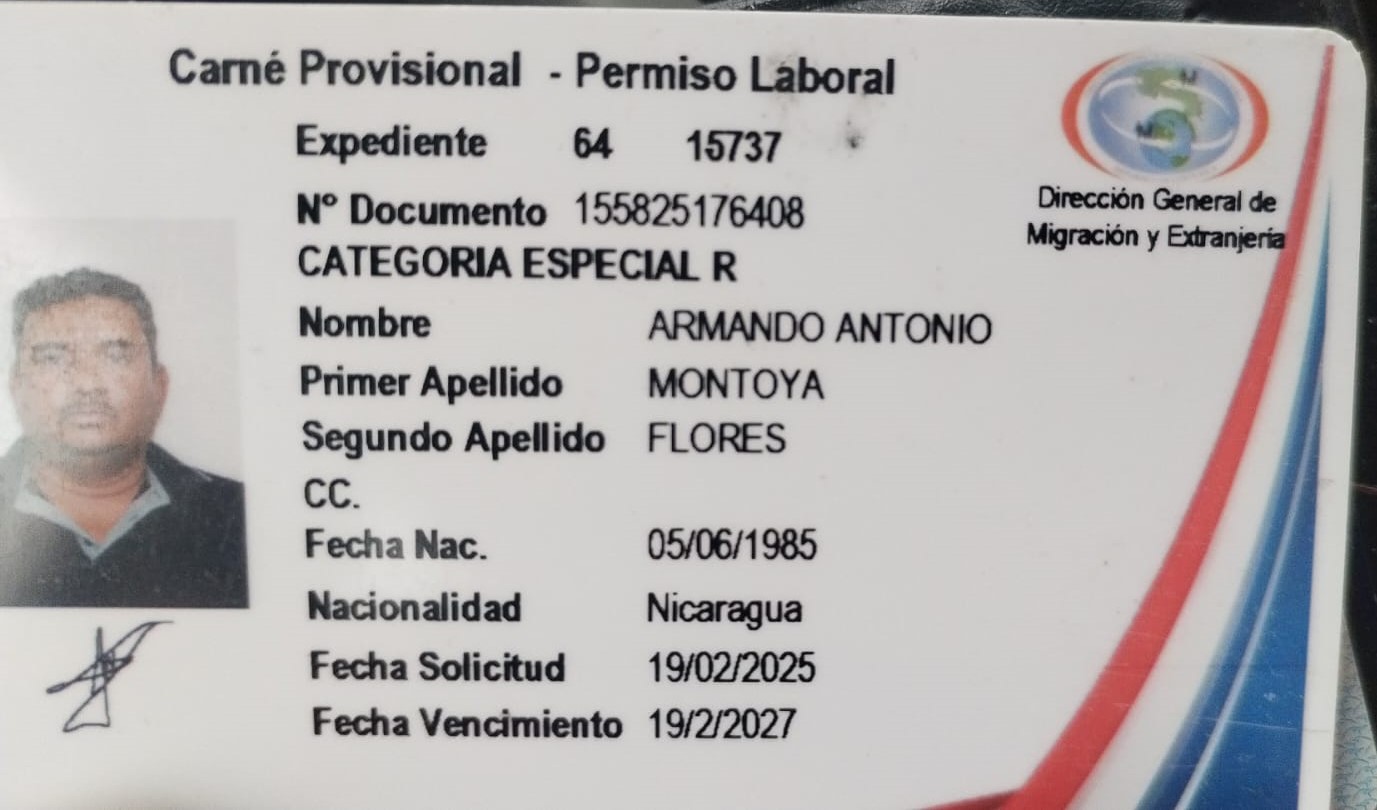 Carné Provisional - Permiso Laboral
Expediente 64 15737
Nº Documento 155825176408
CATEGORIA ESPECIAL R
Dirección General de
Migración y Extranjería
Nombre ARMANDO ANTONIO
Primer Apellido MONTOYA
Segundo Apellido FLORES
CC.
Fecha Nac. 05/06/1985
Nacionalidad Nicaragua
Fecha Solicitud 19/02/2025
Fecha Vencimiento 19/2/2027